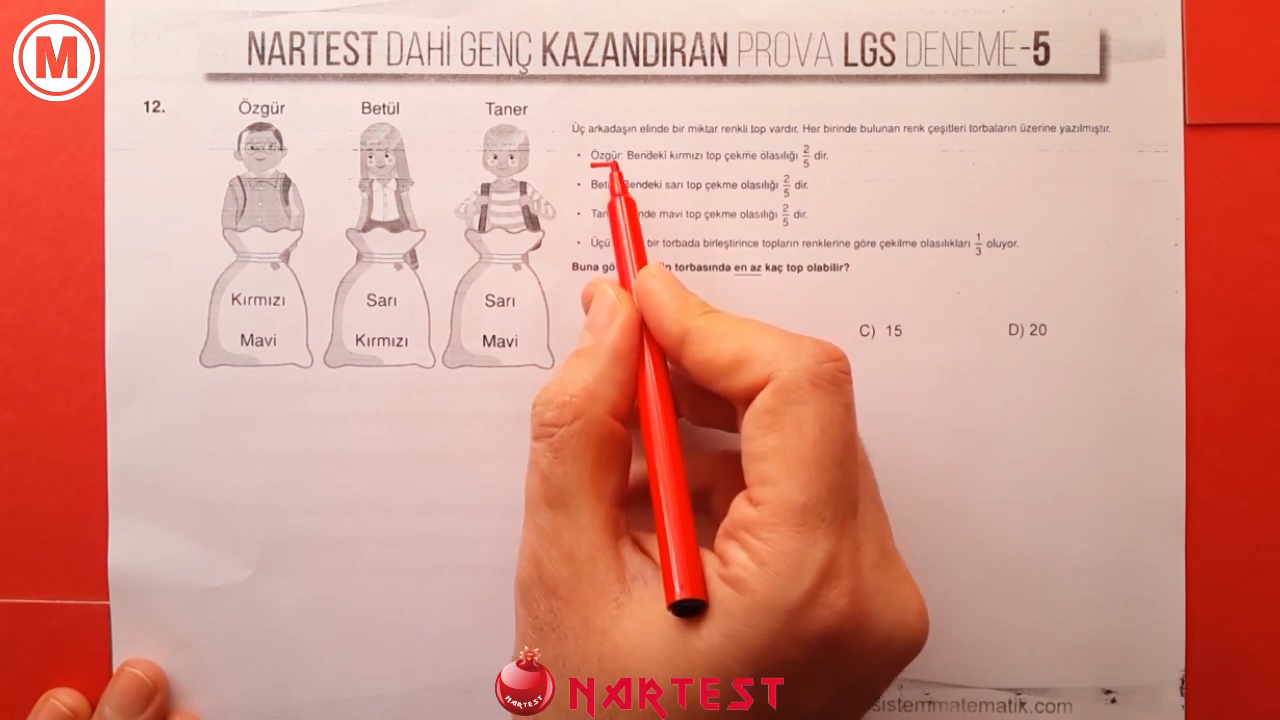 M
NARTEST DAHİ GENÇ KAZANDIRAN PROVA LGS DENEME-5
12.
Özgür Betül Taner
Kırmızı
Mavi
Sarı
Kırmızı
Sarı
Mavi
Üç arkadaşın elinde bir miktar renkli top vardır. Her birinde bulunan renk çeşitleri torbaların üzerine yazılmıştır.
• Özgür: Bendeki kırmızı top çekme olasılığı 2/5 dir.
• Bendeki sarı top çekme olasılığı 2/5 dir.
• mavi top çekme olasılığı 2/5 dir.
• Üçü bir torbada birleştirince topların renklerine göre çekilme olasılıkları 1/3 oluyor.
Buna torbasında en az kaç top olabilir?
C) 15 D) 20
NARTEST
NARTEST
sistemmatematik.com